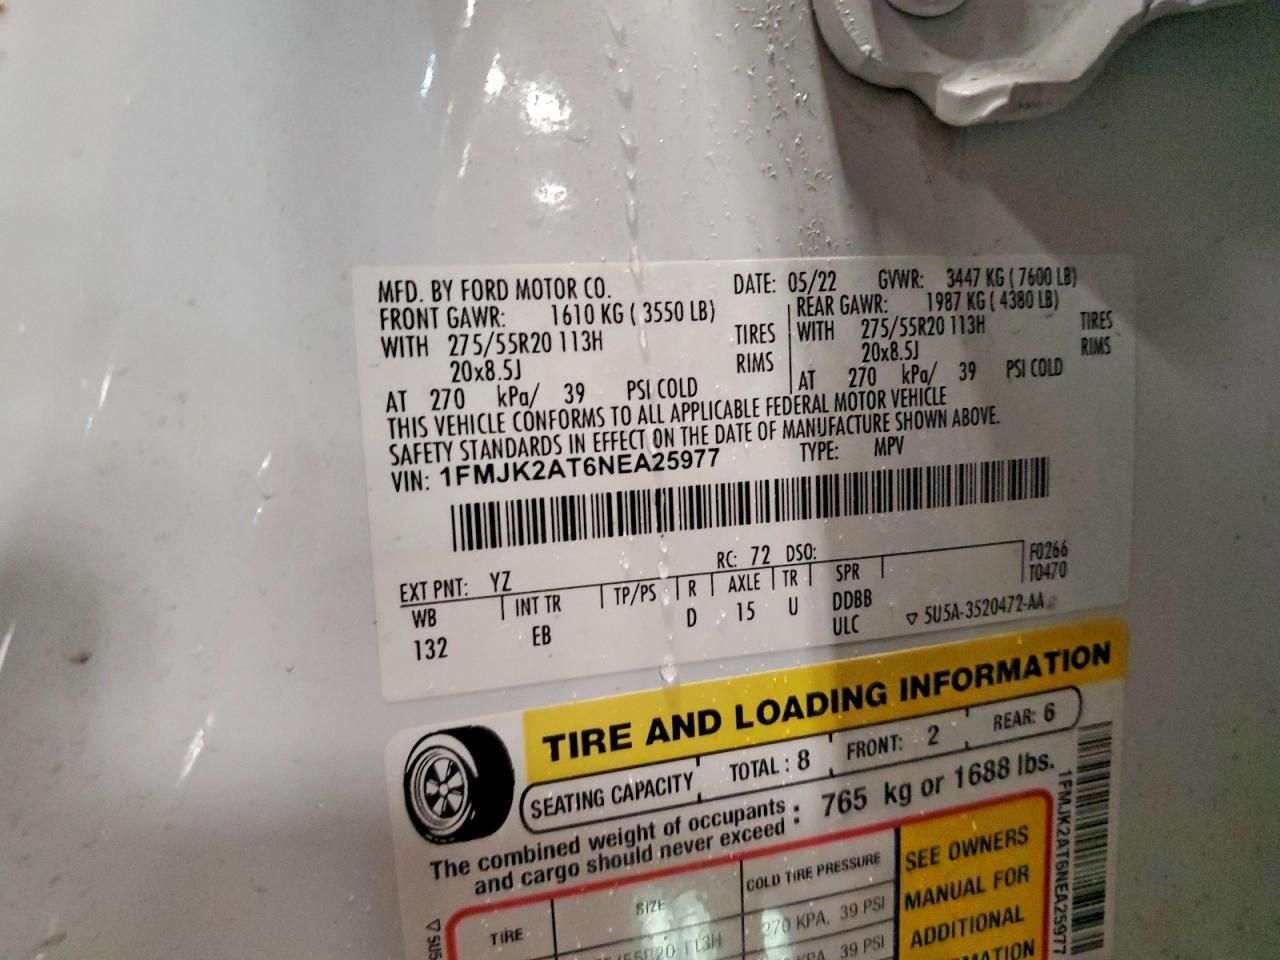 MFD. BY FORD MOTOR CO. DATE: 05/22 GVWR: 3447 KG ( 7600 LB)
FRONT GAWR: 1610 KG ( 3550 LB) REAR GAWR: 1987 KG ( 4380 LB)
WITH 275/55R20 113H TIRES WITH 275/55R20 113H TIRES
20x8.5J RIMS 20x8.5J RIMS
AT 270 kPa/ 39 PSI COLD AT 270 kPa/ 39 PSI COLD
THIS VEHICLE CONFORMS TO ALL APPLICABLE FEDERAL MOTOR VEHICLE
SAFETY STANDARDS IN EFFECT ON THE DATE OF MANUFACTURE SHOWN ABOVE.
VIN: 1FMJK2AT6NEA25977 TYPE: MPV
EXT PNT: YZ RC: 72 DSO: F0266
WB INT TR TP/PS R AXLE TR SPR T0470
132 EB D 15 U DDBB
ULC ▽ 5U5A-3520472-AA
TIRE AND LOADING INFORMATION
SEATING CAPACITY TOTAL : 8 FRONT: 2 REAR: 6
The combined weight of occupants
and cargo should never exceed : 765 kg or 1688 lbs.
TIRE SIZE COLD TIRE PRESSURE
270 KPA, 39 PSI
39 PSI
SEE OWNERS
MANUAL FOR
ADDITIONAL
1FMJK2AT6NEA25977